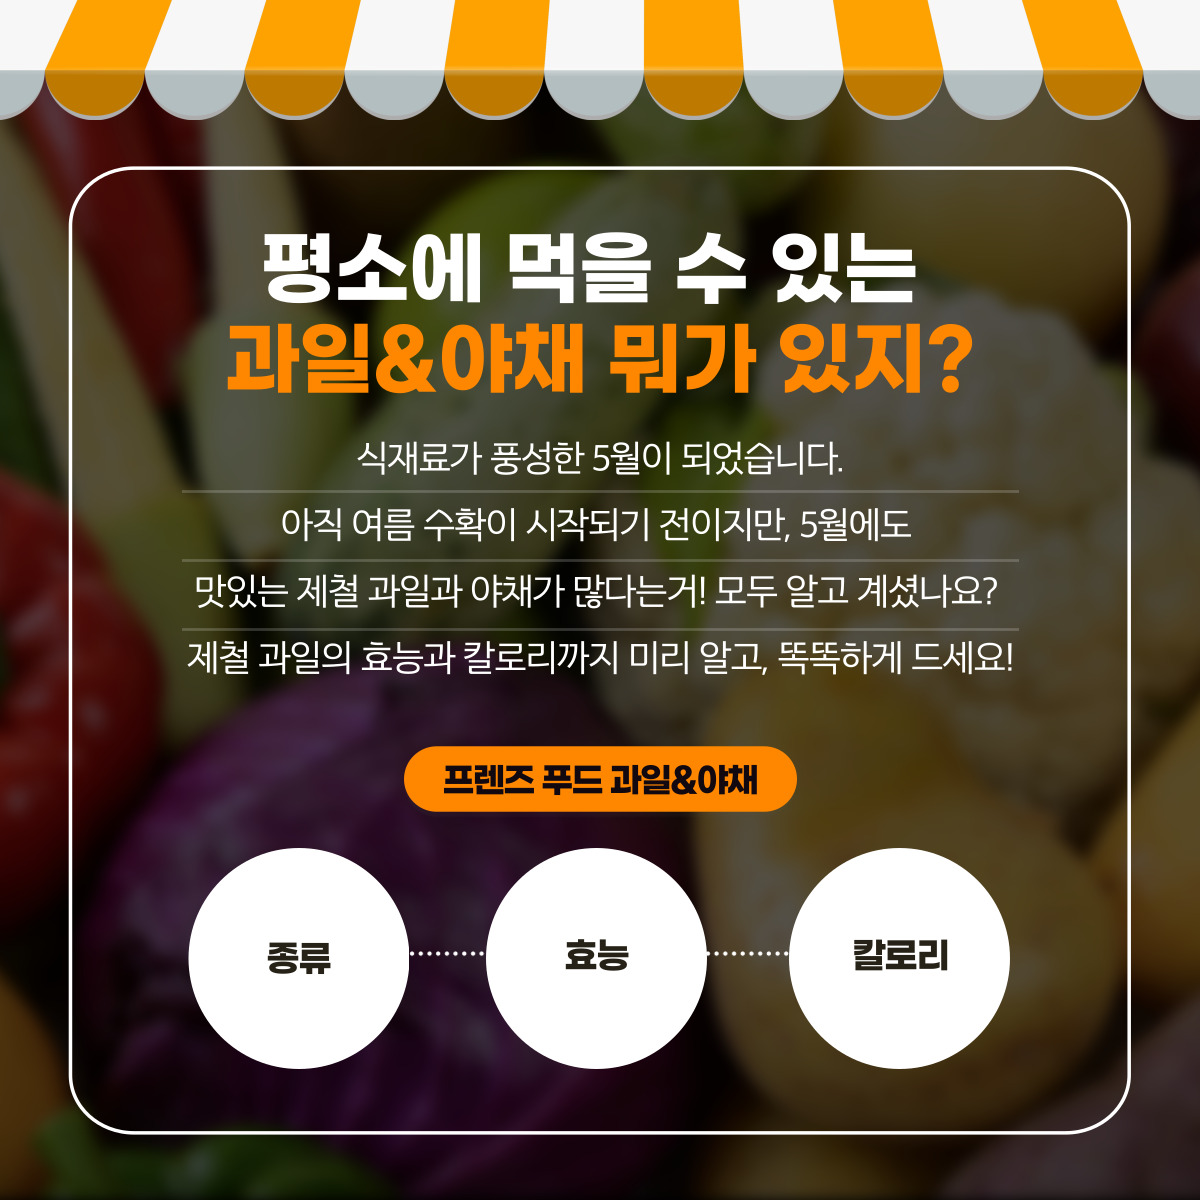 평소에 먹을 수 있는
과일&야채 뭐가 있지?
식재료가 풍성한 5월이 되었습니다.
아직 여름 수확이 시작되기 전이지만, 5월에도
맛있는 제철 과일과 야채가 많다는거! 모두 알고 계셨나요?
제철 과일의 효능과 칼로리까지 미리 알고, 똑똑하게 드세요!
프렌즈 푸드 과일&야채
종류
효능
칼로리